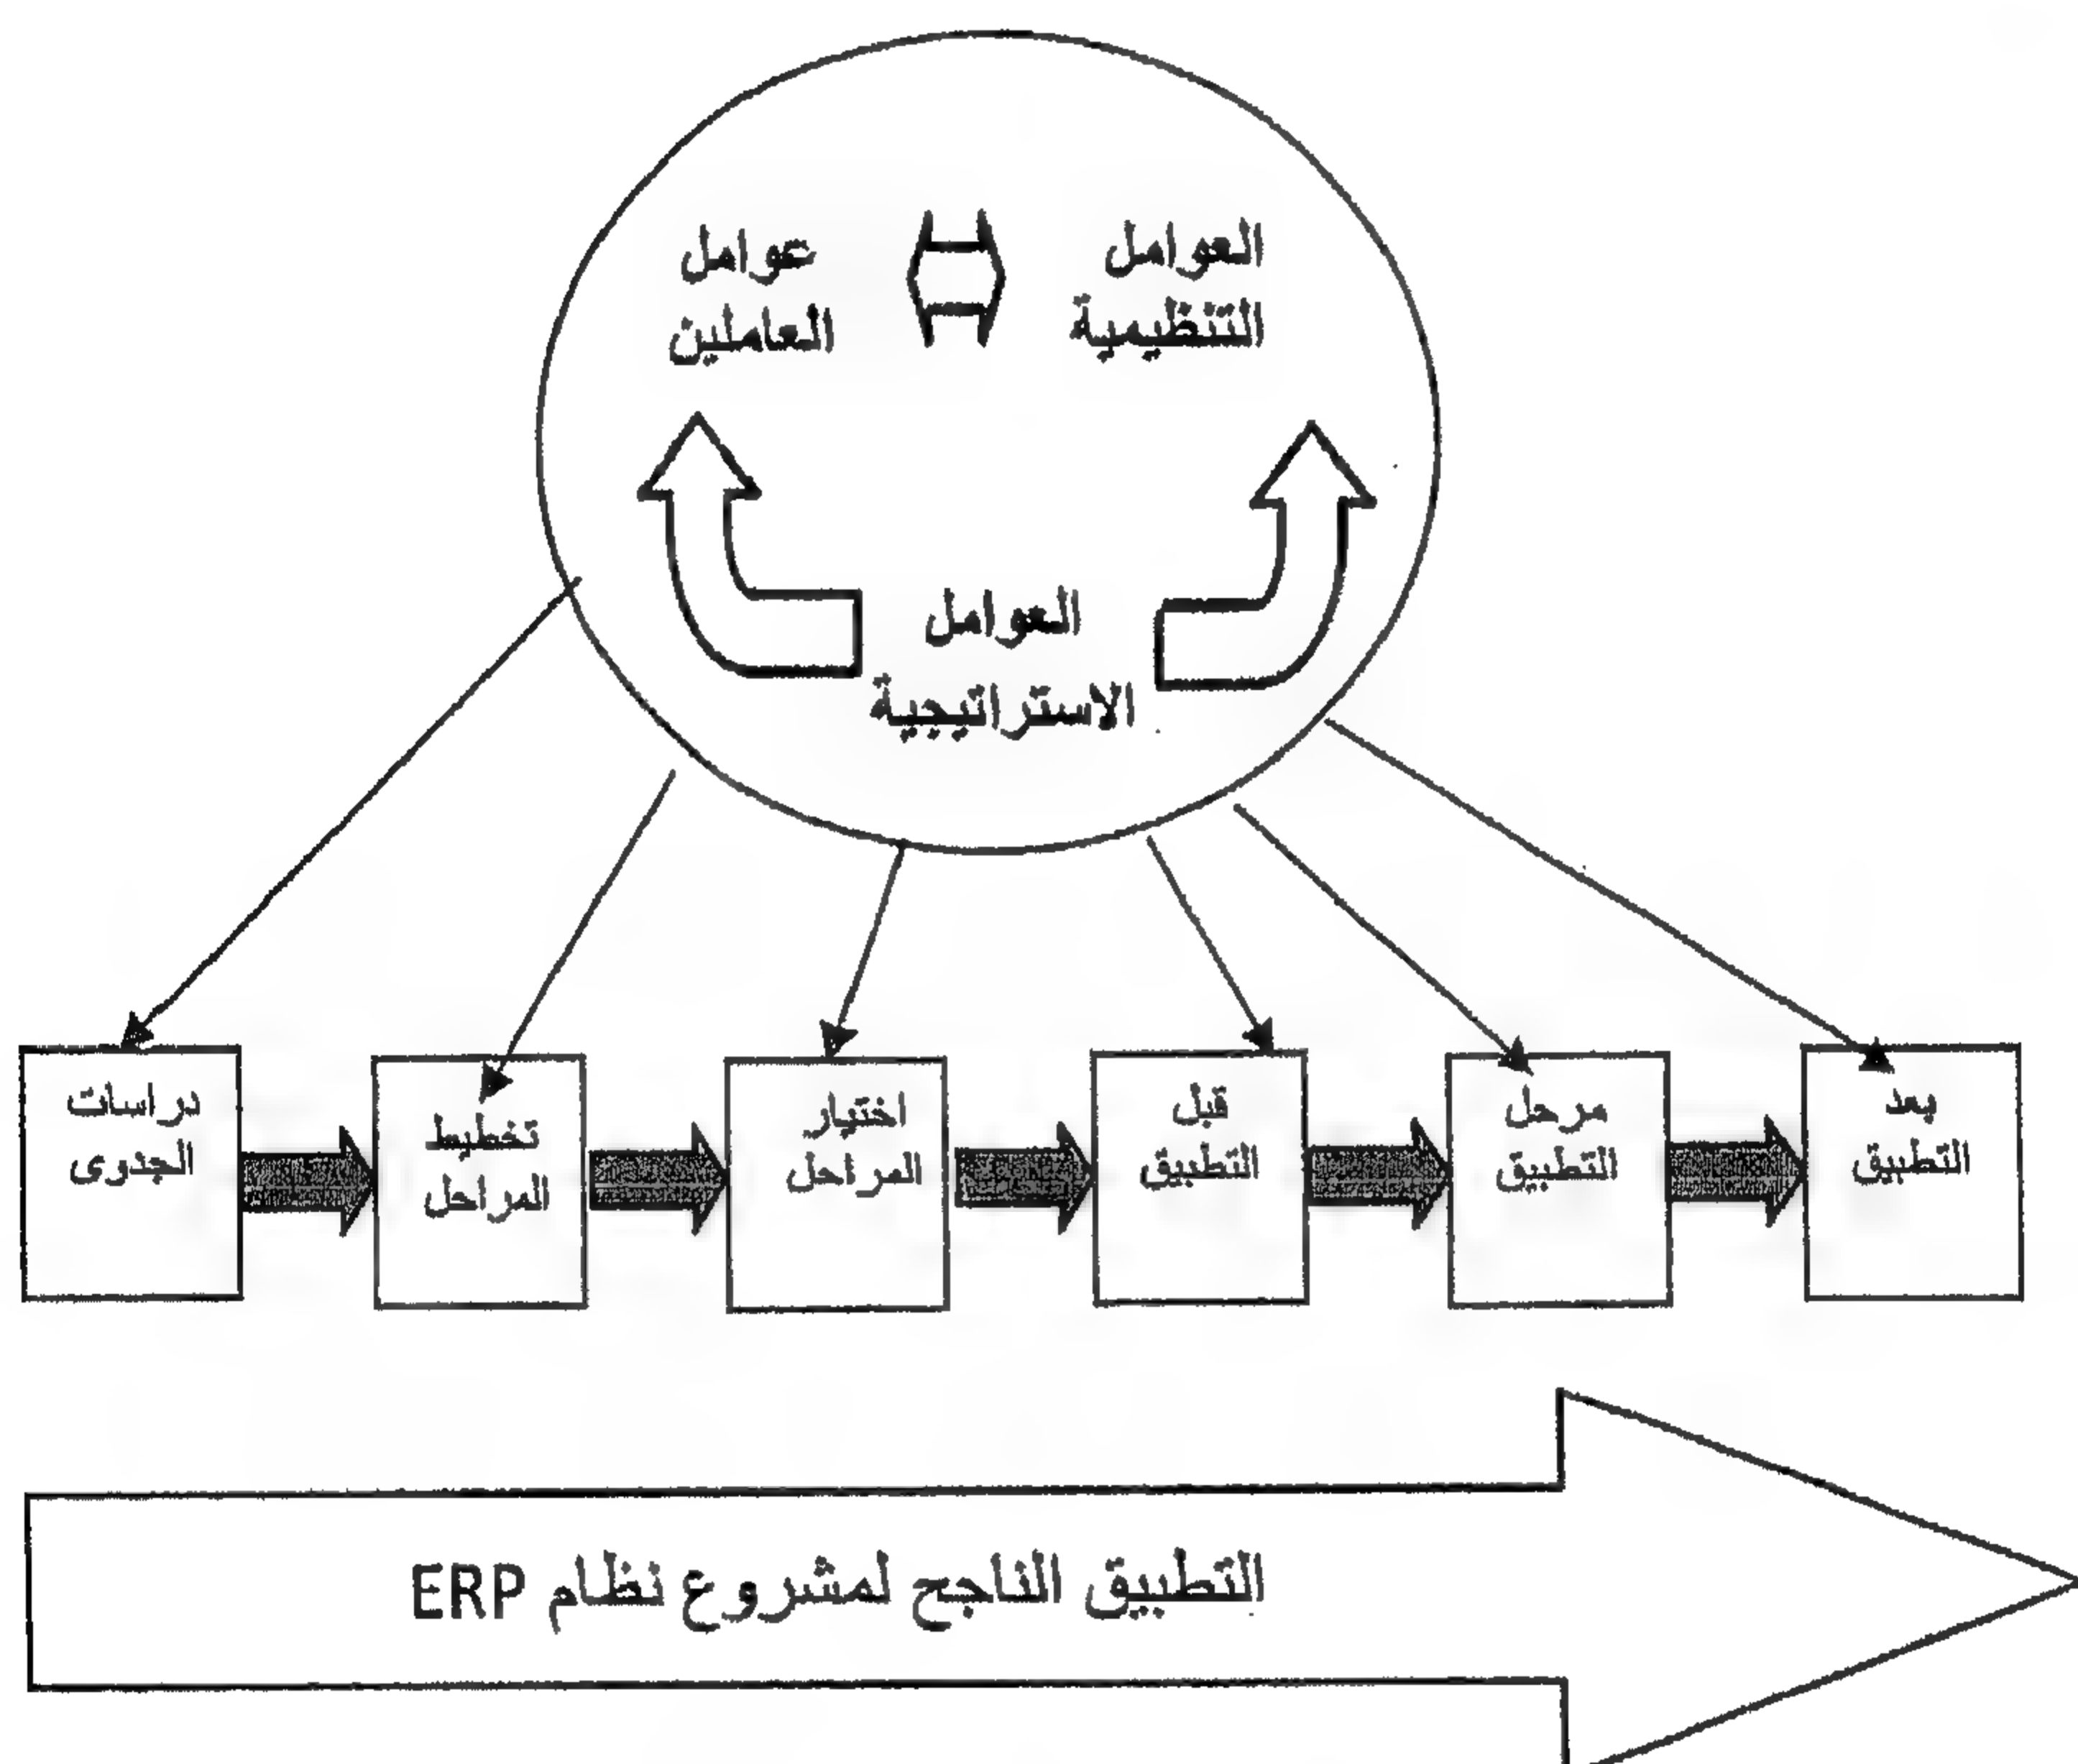 العوامل
التنظيمية
عوامل
العاملين
العوامل
الاستراتيجية
دراسات
الجدوى
تخطيط
المراحل
اختيار
المراحل
قبل
التطبيق
مرحل
التطبيق
بعد
التطبيق
التطبيق الناجح لمشروع نظام ERP